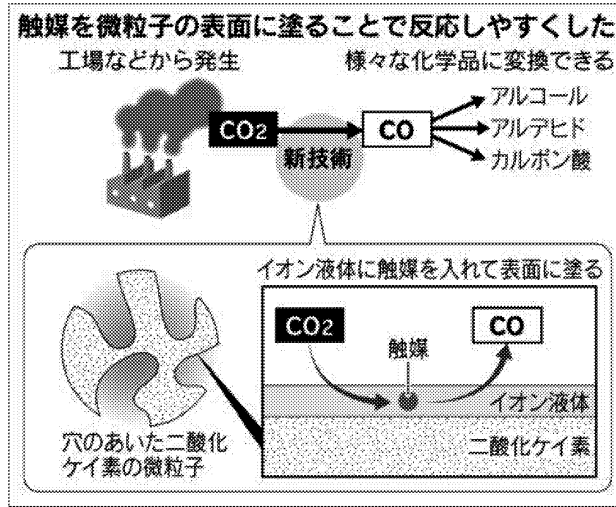 触媒を微粒子の表面に塗ることで反応しやすくした
工場などから発生
様々な化学品に変換できる
CO2
CO
新技術
アルコール
アルデヒド
カルボン酸
イオン液体に触媒を入れて表面に塗る
CO2
CO
触媒
イオン液体
二酸化ケイ素
穴のあいた二酸化
ケイ素の微粒子